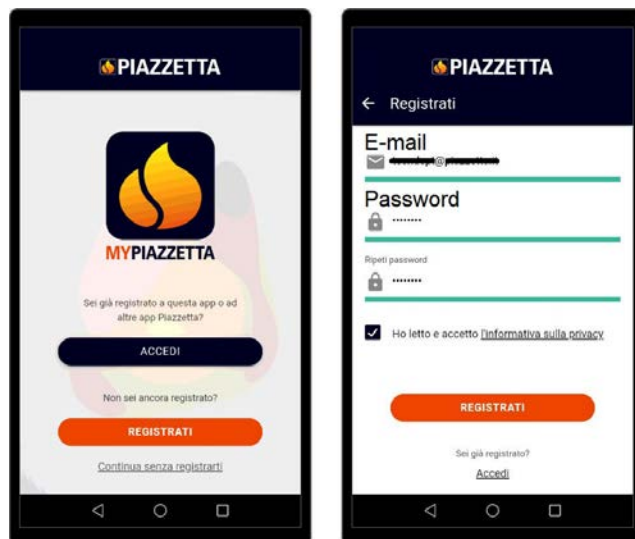 PIAZZETTA
MYPIAZZETTA
Sei già registrato a questa app o ad
altre app Piazzetta?
ACCEDI
Non sei ancora registrato?
REGISTRATI
Continua senza registrarti
PIAZZETTA
← Registrati
E-mail
Password
········
Ripeti password
········
Ho letto e accetto l'informativa sulla privacy
REGISTRATI
Sei già registrato?
Accedi